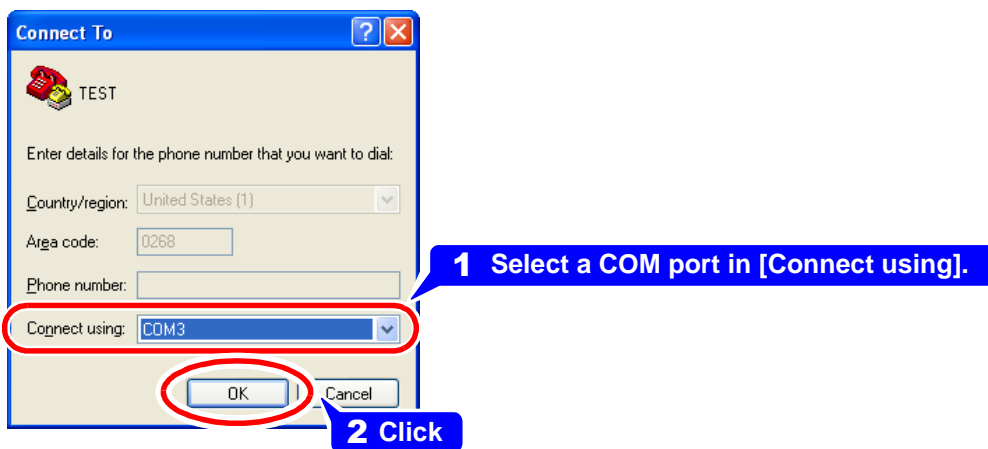 Connect To
TEST
Enter details for the phone number that you want to dial:
Country/region: United States (1)
Area code: 0268
Phone number:
1 Select a COM port in [Connect using].
Connect using: COM3
OK Cancel
2 Click